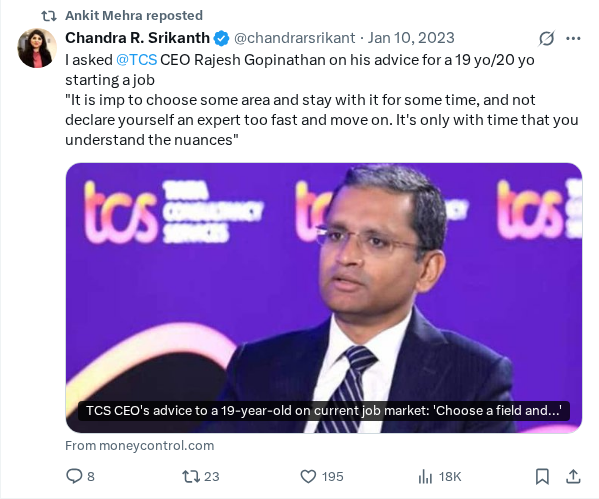 Ankit Mehra reposted
Chandra R. Srikanth @chandrarsrikant · Jan 10, 2023
I asked @TCS CEO Rajesh Gopinathan on his advice for a 19 yo/20 yo
starting a job
"It is imp to choose some area and stay with it for some time, and not
declare yourself an expert too fast and move on. It's only with time that you
understand the nuances"
tcs TATA CONSULTANCY SERVICES
tcs
tcs
TCS CEO's advice to a 19-year-old on current job market: 'Choose a field and...'
From moneycontrol.com
8 23 195 18K